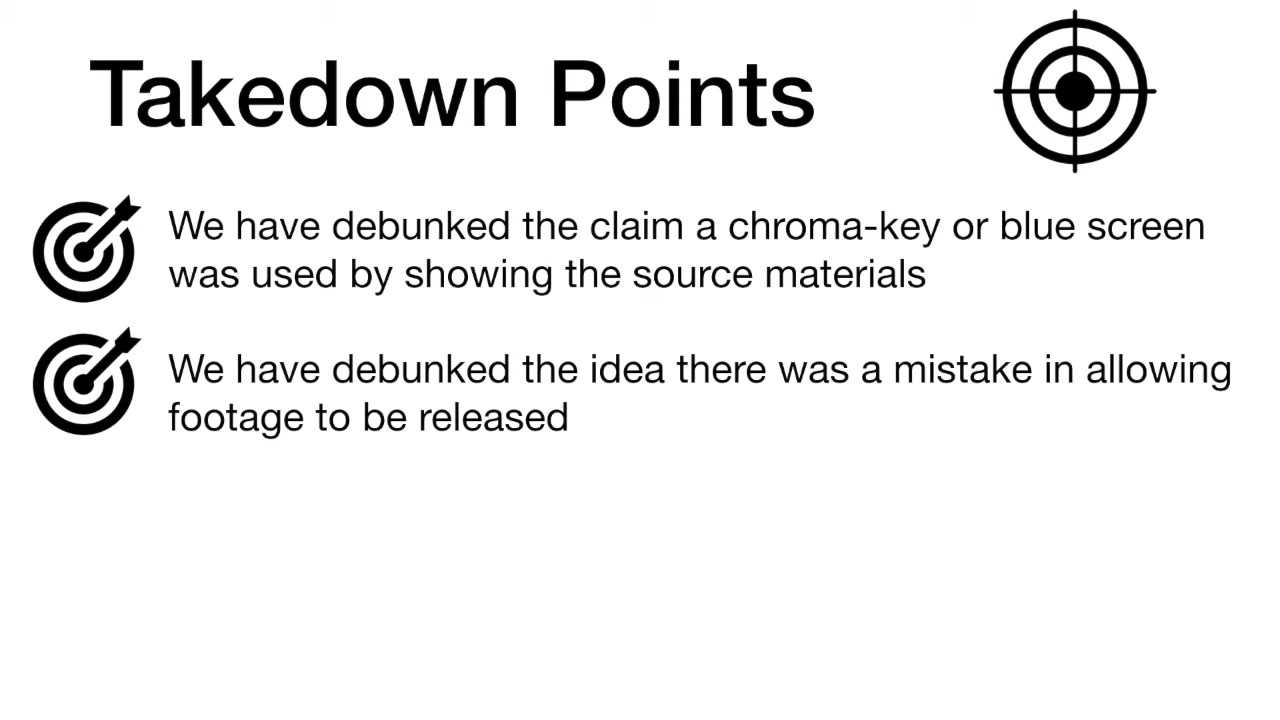 Takedown Points
We have debunked the claim a chroma-key or blue screen
was used by showing the source materials
We have debunked the idea there was a mistake in allowing
footage to be released